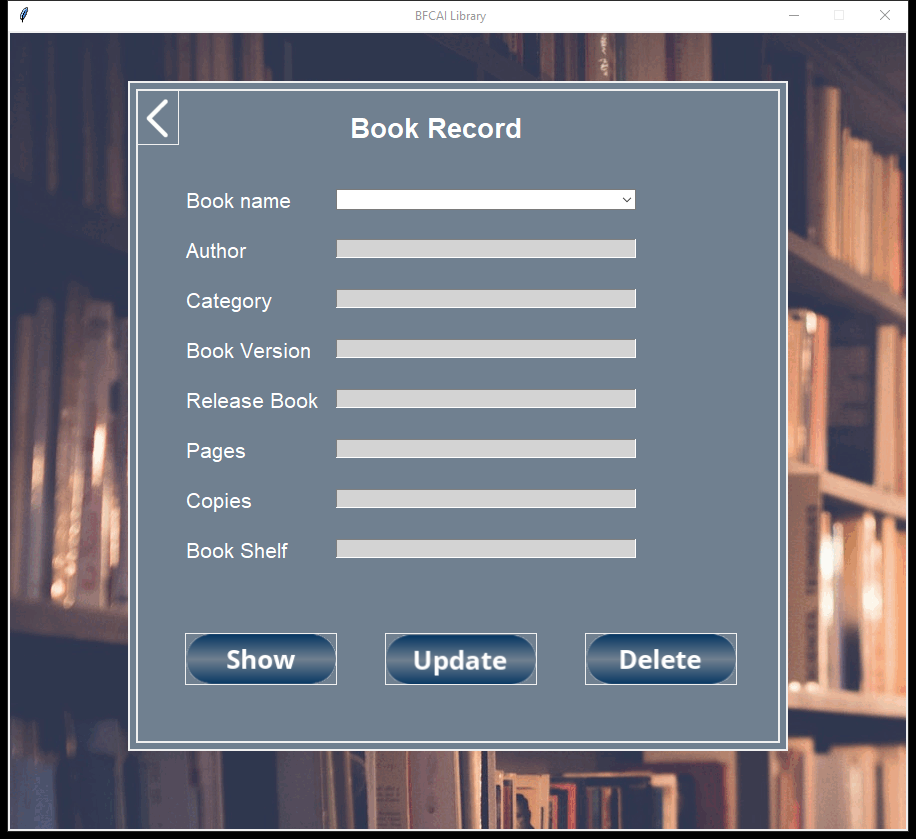 BFCAI Library
Book Record
Book name
Author
Category
Book Version
Release Book
Pages
Copies
Book Shelf
Show Update Delete